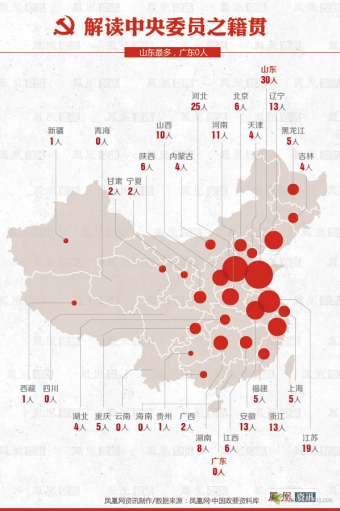 解读中央委员之籍贯
山东最多，广东0人
山东
30人
河北
25人
北京
6人
辽宁
13人
山西
10人
河南
11人
天津
4人
黑龙江
5人
新疆
1人
青海
0人
陕西
6人
内蒙古
4人
吉林
4人
甘肃
2人
宁夏
2人
西藏
1人
四川
0人
福建
5人
上海
5人
湖北
4人
重庆
5人
云南
0人
海南
0人
贵州
1人
广西
2人
安徽
13人
浙江
13人
湖南
8人
江西
6人
江苏
19人
广东
0人
凤凰网资讯制作/数据来源：凤凰网·中国政要资料库
凤凰资讯